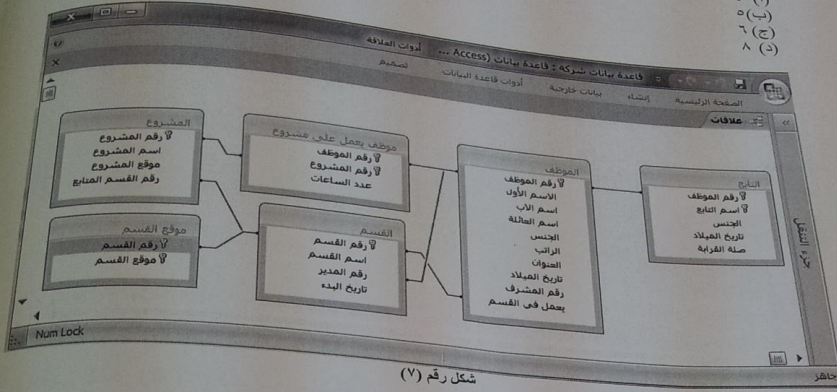 (ب) ٥
(ج) ٦
(د) ٨
قاعدة بيانات شركة : قاعدة بيانات (Access ...
أدوات العلاقة
الصفحة الرئيسية
إنشاء
بيانات خارجية
أدوات قاعدة البيانات
تصميم
علاقات
جزء التنقل
التابع
رقم الموظف
اسم التابع
الجنس
تاريخ الميلاد
صلة القرابة
الموظف
رقم الموظف
الاسم الأول
اسم الأب
اسم العائلة
الجنس
الراتب
العنوان
تاريخ الميلاد
رقم المشرف
يعمل في القسم
موظف يعمل على مشروع
رقم الموظف
رقم المشروع
عدد الساعات
القسم
رقم القسم
اسم القسم
رقم المدير
تاريخ البدء
المشروع
رقم المشروع
اسم المشروع
موقع المشروع
رقم القسم المتابع
موقع القسم
رقم القسم
موقع القسم
Num Lock
شكل رقم (٧)